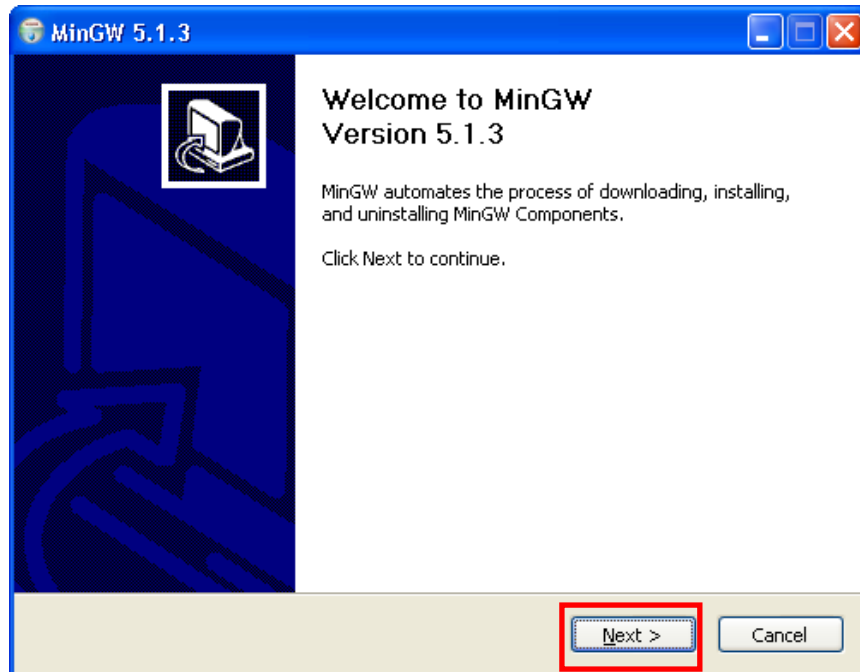 MinGW 5.1.3
Welcome to MinGW
Version 5.1.3
MinGW automates the process of downloading, installing,
and uninstalling MinGW Components.
Click Next to continue.
Next >
Cancel